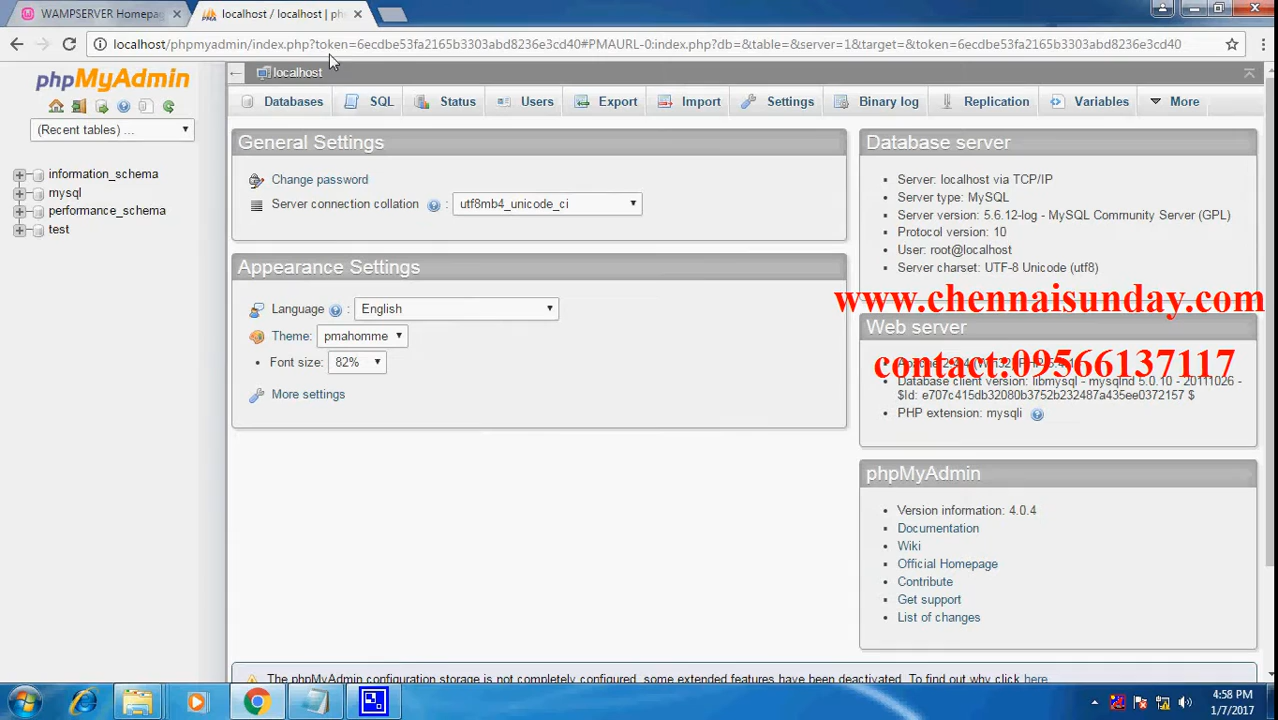 WAMPSERVER Homepa
localhost / localhost | ph
localhost/phpmyadmin/index.php?token=6ecdbe53fa2165b3303abd8236e3cd40#PMAURL-0:index.php?db=&table=&server=1&target=&token=6ecdbe53fa2165b3303abd8236e3cd40
phpMyAdmin
(Recent tables) ...
information_schema
mysql
performance_schema
test
localhost
Databases SQL Status Users Export Import Settings Binary log Replication Variables More
General Settings
Change password
Server connection collation : utf8mb4_unicode_ci
Appearance Settings
Language : English
Theme: pmahomme
• Font size: 82%
More settings
Database server
• Server: localhost via TCP/IP
• Server type: MySQL
• Server version: 5.6.12-log - MySQL Community Server (GPL)
• Protocol version: 10
• User: root@localhost
• Server charset: UTF-8 Unicode (utf8)
www.chennaisunday.com
Web server
contact:09566137117
• Database client version: libmysql - mysqlnd 5.0.10 - 20111026 -
$Id: e707c415db32080b3752b232487a435ee0372157 $
• PHP extension: mysqli
phpMyAdmin
• Version information: 4.0.4
• Documentation
• Wiki
• Official Homepage
• Contribute
• Get support
• List of changes
The phpMyAdmin configuration storage is not completely configured, some extended features have been deactivated. To find out why click here.
4:58 PM
1/7/2017